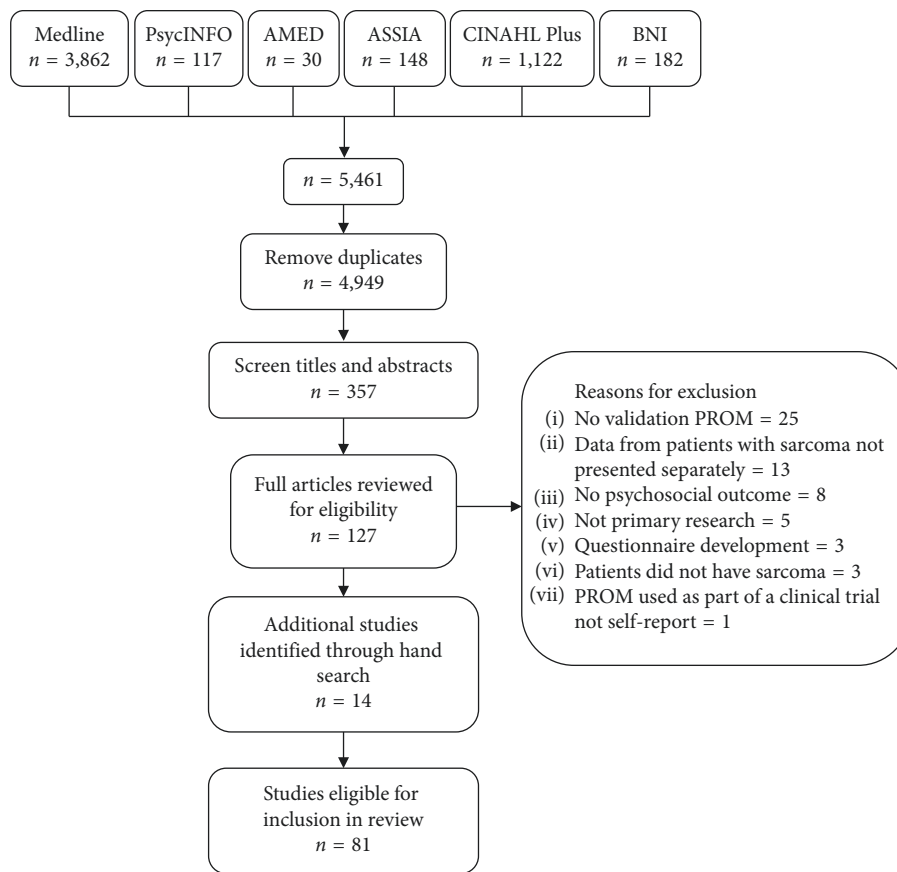 Medline
n = 3,862
PsycINFO
n = 117
AMED
n = 30
ASSIA
n = 148
CINAHL Plus
n = 1,122
BNI
n = 182
n = 5,461
Remove duplicates
n = 4,949
Screen titles and abstracts
n = 357
Full articles reviewed
for eligibility
n = 127
Reasons for exclusion
(i) No validation PROM = 25
(ii) Data from patients with sarcoma not
presented separately = 13
(iii) No psychosocial outcome = 8
(iv) Not primary research = 5
(v) Questionnaire development = 3
(vi) Patients did not have sarcoma = 3
(vii) PROM used as part of a clinical trial
not self-report = 1
Additional studies
identified through hand
search
n = 14
Studies eligible for
inclusion in review
n = 81